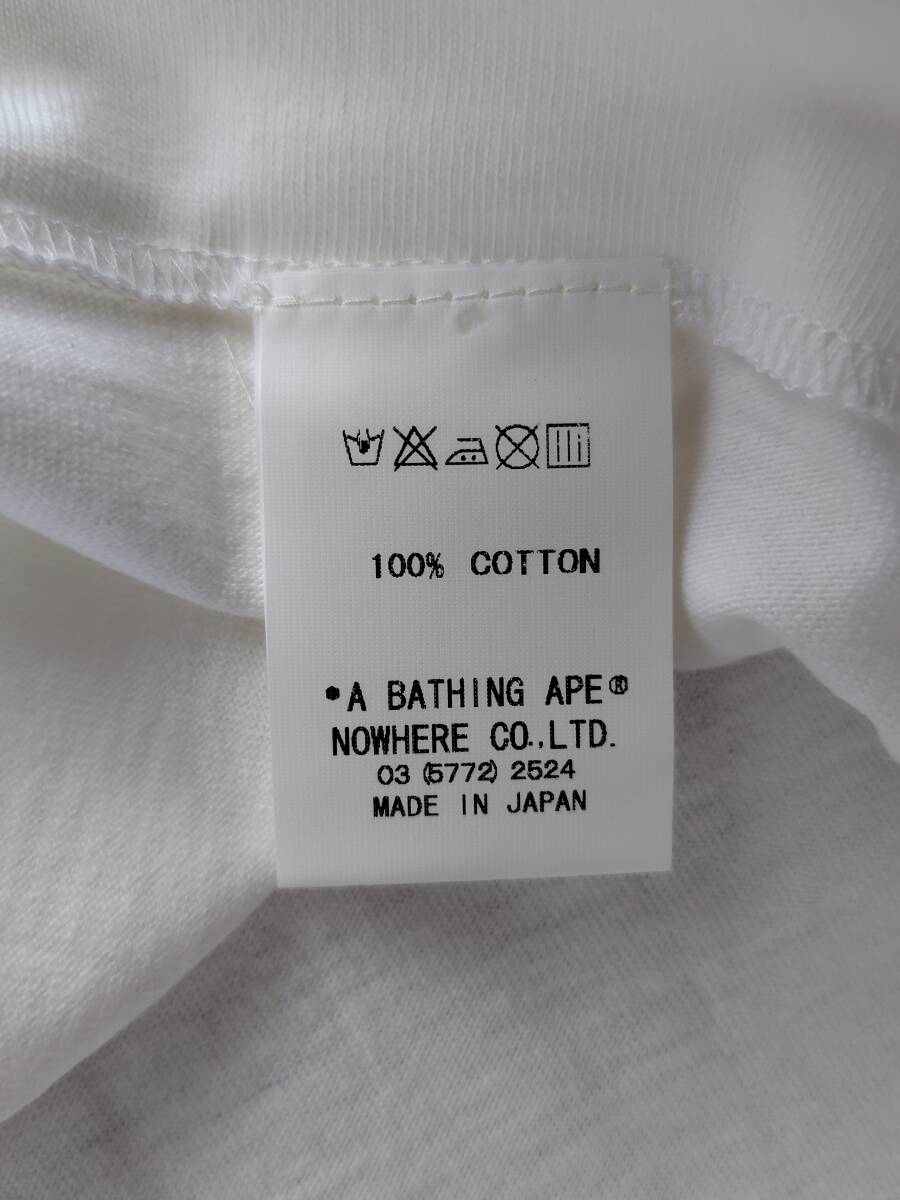 100% COTTON
•A BATHING APE®
NOWHERE CO.,LTD.
03 (5772) 2524
MADE IN JAPAN